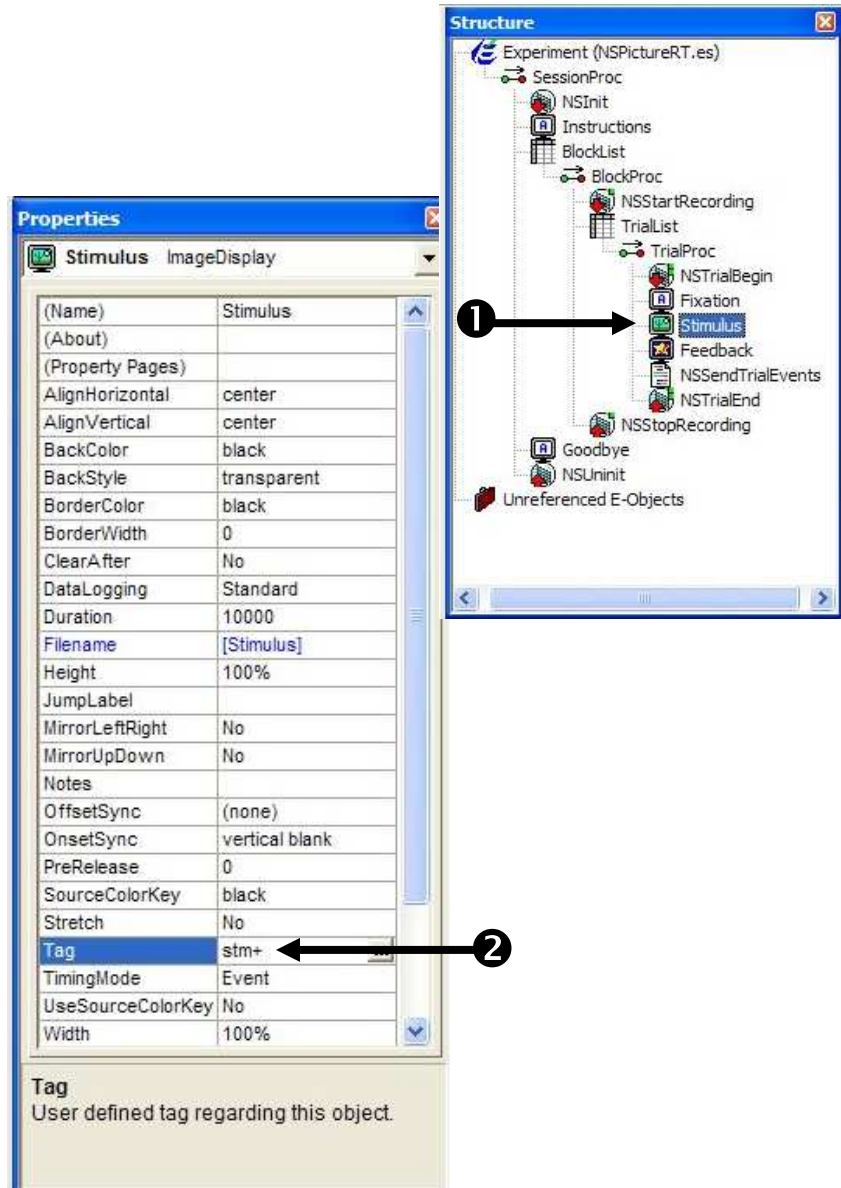 Structure
Experiment (NSPictureRT.es)
SessionProc
NSInit
Instructions
BlockList
BlockProc
NSStartRecording
TrialList
TrialProc
NSTrialBegin
Fixation
Stimulus
Feedback
NSSendTrialEvents
NSTrialEnd
NSStopRecording
Goodbye
NSUninit
Unreferenced E-Objects
1
Properties
Stimulus ImageDisplay
(Name) Stimulus
(About)
(Property Pages)
AlignHorizontal center
AlignVertical center
BackColor black
BackStyle transparent
BorderColor black
BorderWidth 0
ClearAfter No
DataLogging Standard
Duration 10000
Filename [Stimulus]
Height 100%
JumpLabel
MirrorLeftRight No
MirrorUpDown No
Notes
OffsetSync (none)
OnsetSync vertical blank
PreRelease 0
SourceColorKey black
Stretch No
Tag stm+ ...
2
TimingMode Event
UseSourceColorKey No
Width 100%
Tag
User defined tag regarding this object.